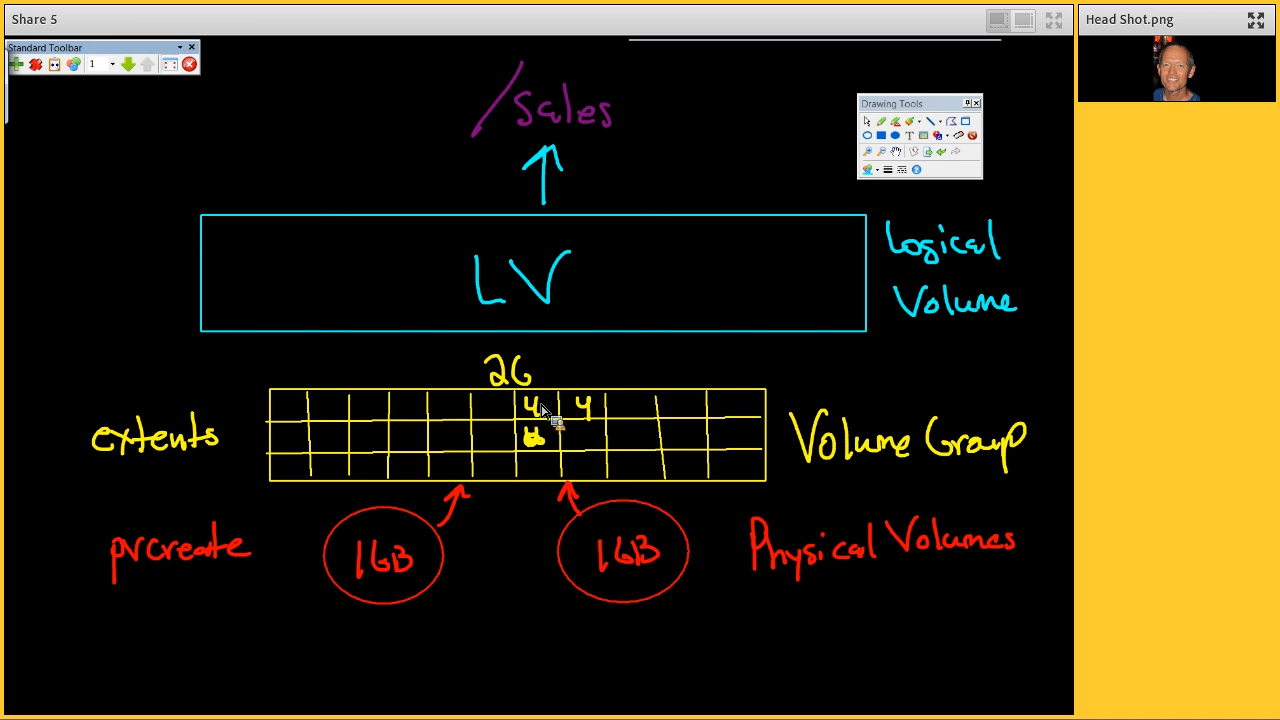 Share 5
Head Shot.png
Standard Toolbar
1
/Sales
Drawing Tools
T
LV
Logical
Volume
2G
4 4
extents
Volume Group
pvcreate
1GB
1GB
Physical Volumes